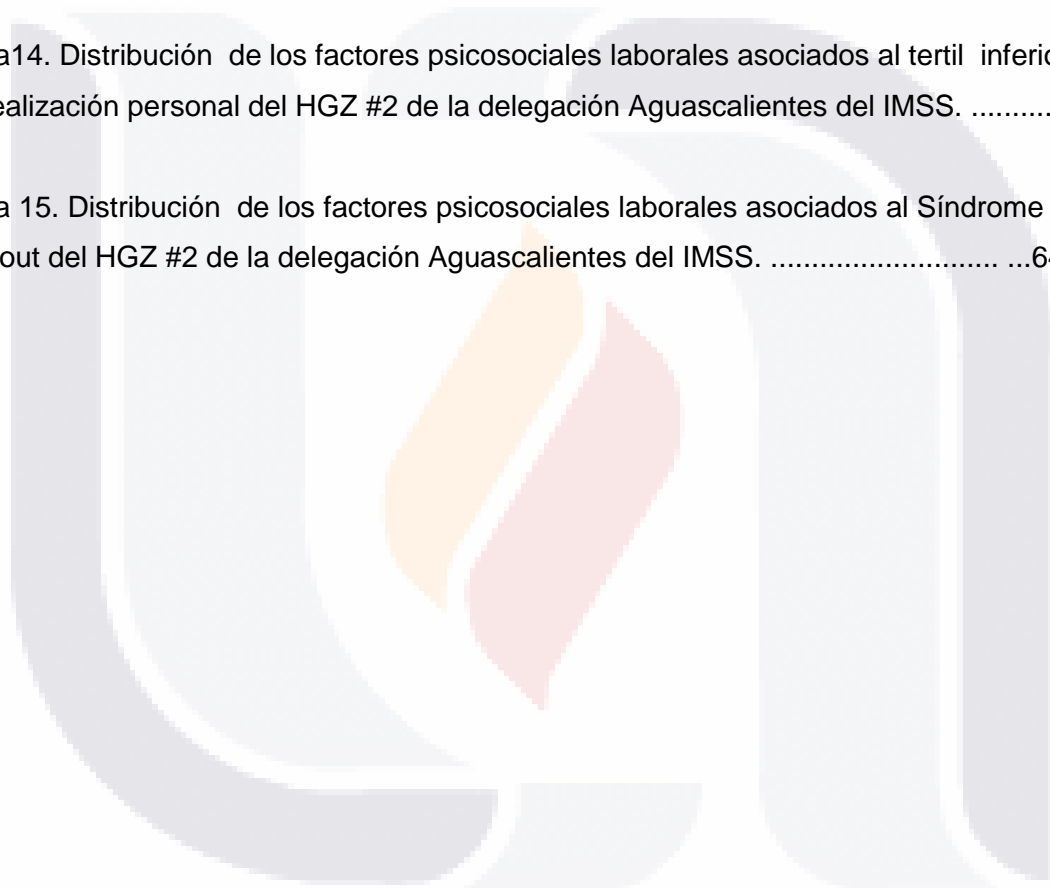 a14. Distribución de los factores psicosociales laborales asociados al tertil inferio
ealización personal del HGZ #2 de la delegación Aguascalientes del IMSS. ..........
a 15. Distribución de los factores psicosociales laborales asociados al Síndrome
out del HGZ #2 de la delegación Aguascalientes del IMSS. ............................ ...6